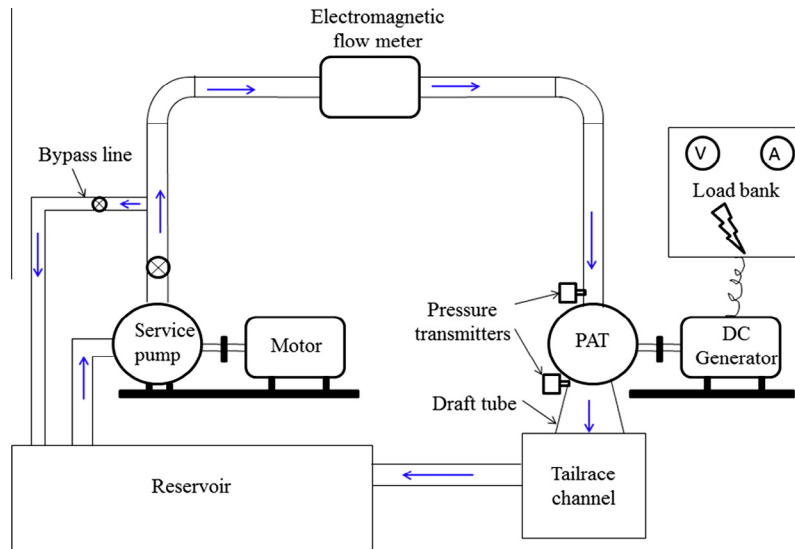 Electromagnetic
flow meter
Bypass line
V
A
Load bank
Service
pump
Motor
Pressure
transmitters
PAT
DC
Generator
Draft tube
Reservoir
Tailrace
channel